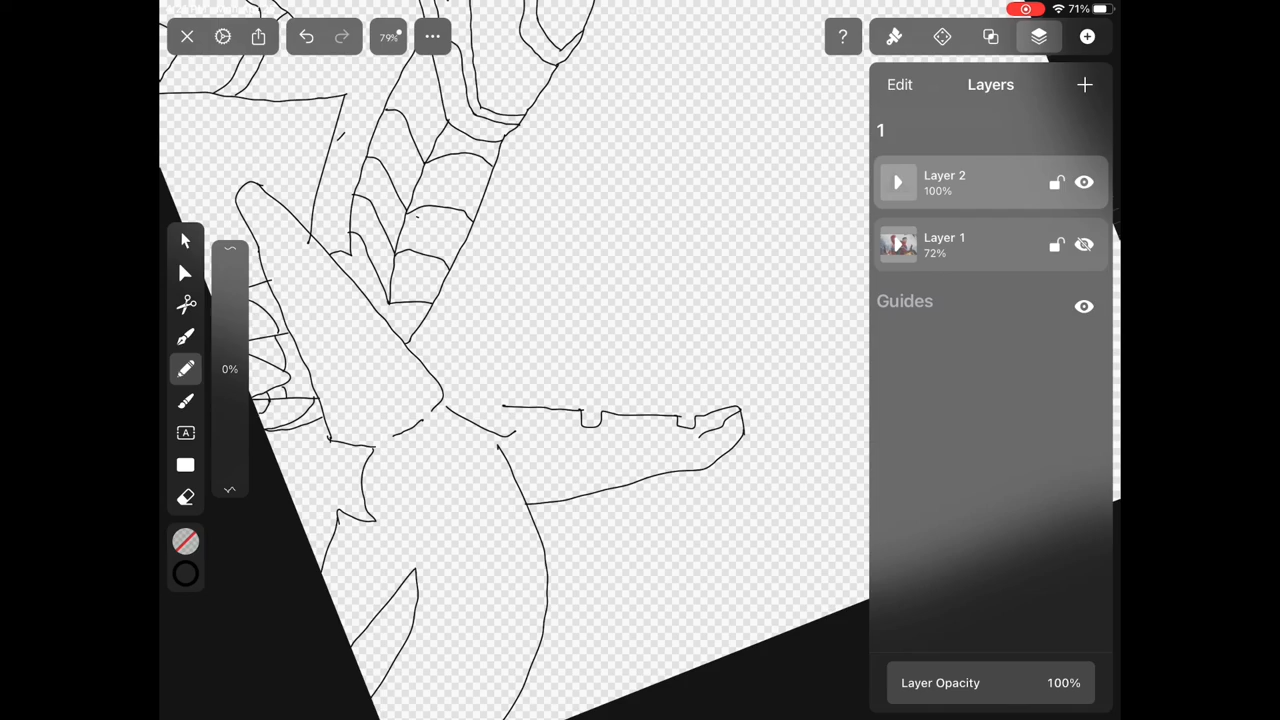 71%
79%
?
Edit
Layers
1
Layer 2
100%
Layer 1
72%
Guides
0%
A
Layer Opacity
100%